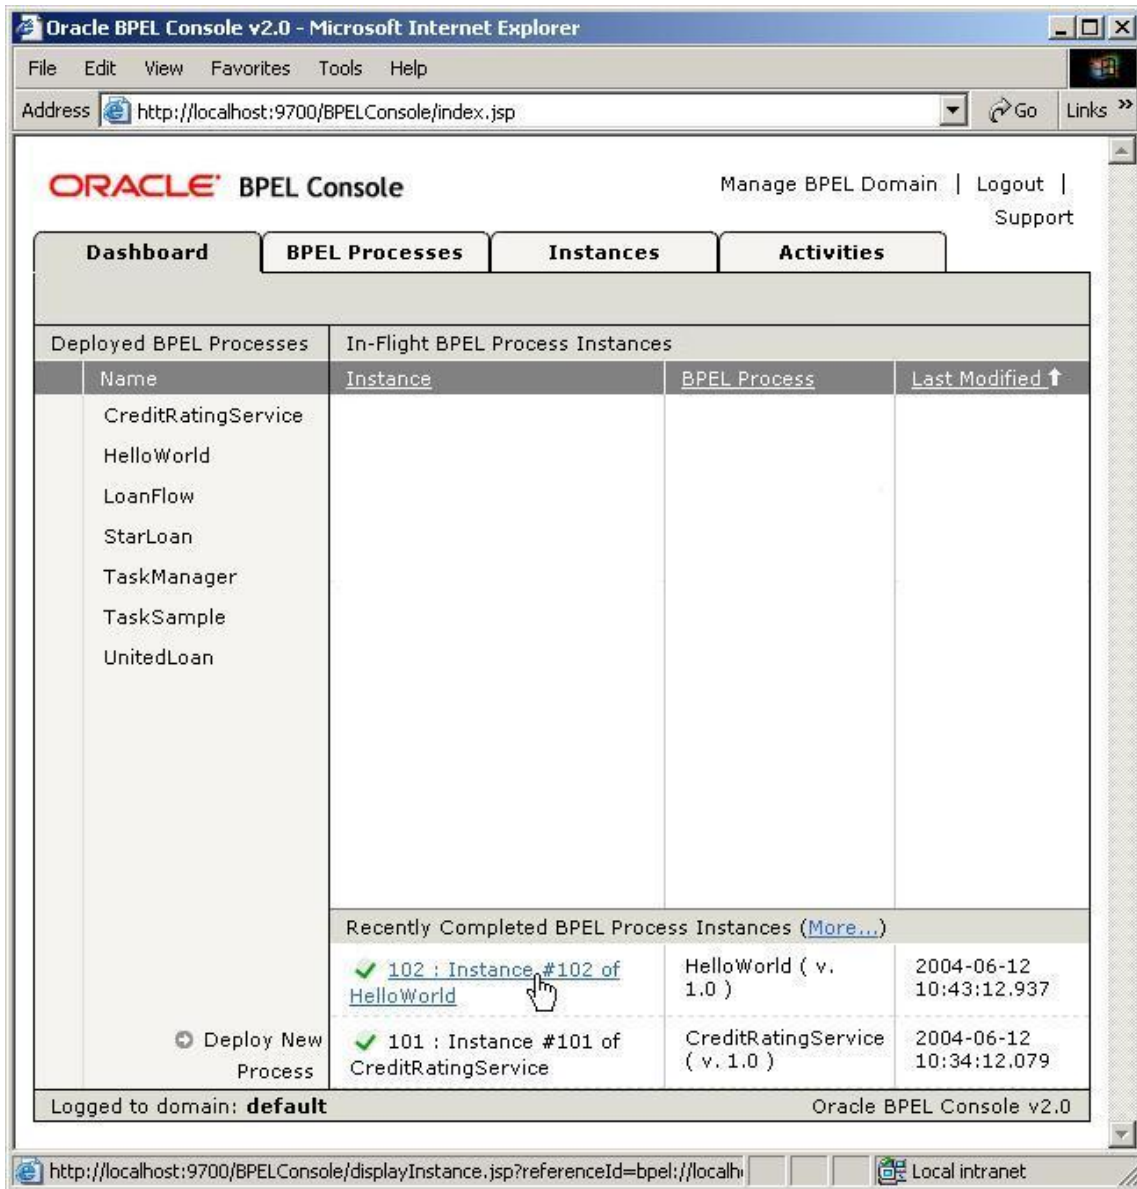 Oracle BPEL Console v2.0 - Microsoft Internet Explorer
File Edit View Favorites Tools Help
Address http://localhost:9700/BPELConsole/index.jsp Go Links »
ORACLE BPEL Console
Manage BPEL Domain | Logout |
Support
Dashboard BPEL Processes Instances Activities
Deployed BPEL Processes
Name
CreditRatingService
HelloWorld
LoanFlow
StarLoan
TaskManager
TaskSample
UnitedLoan
Deploy New
Process
In-Flight BPEL Process Instances
Instance BPEL Process Last Modified
Recently Completed BPEL Process Instances (More...)
102 : Instance #102 of
HelloWorld
HelloWorld ( v.
1.0 )
2004-06-12
10:43:12.937
101 : Instance #101 of
CreditRatingService
CreditRatingService
( v. 1.0 )
2004-06-12
10:34:12.079
Logged to domain: default Oracle BPEL Console v2.0
http://localhost:9700/BPELConsole/displayInstance.jsp?referenceId=bpel://localh Local intranet